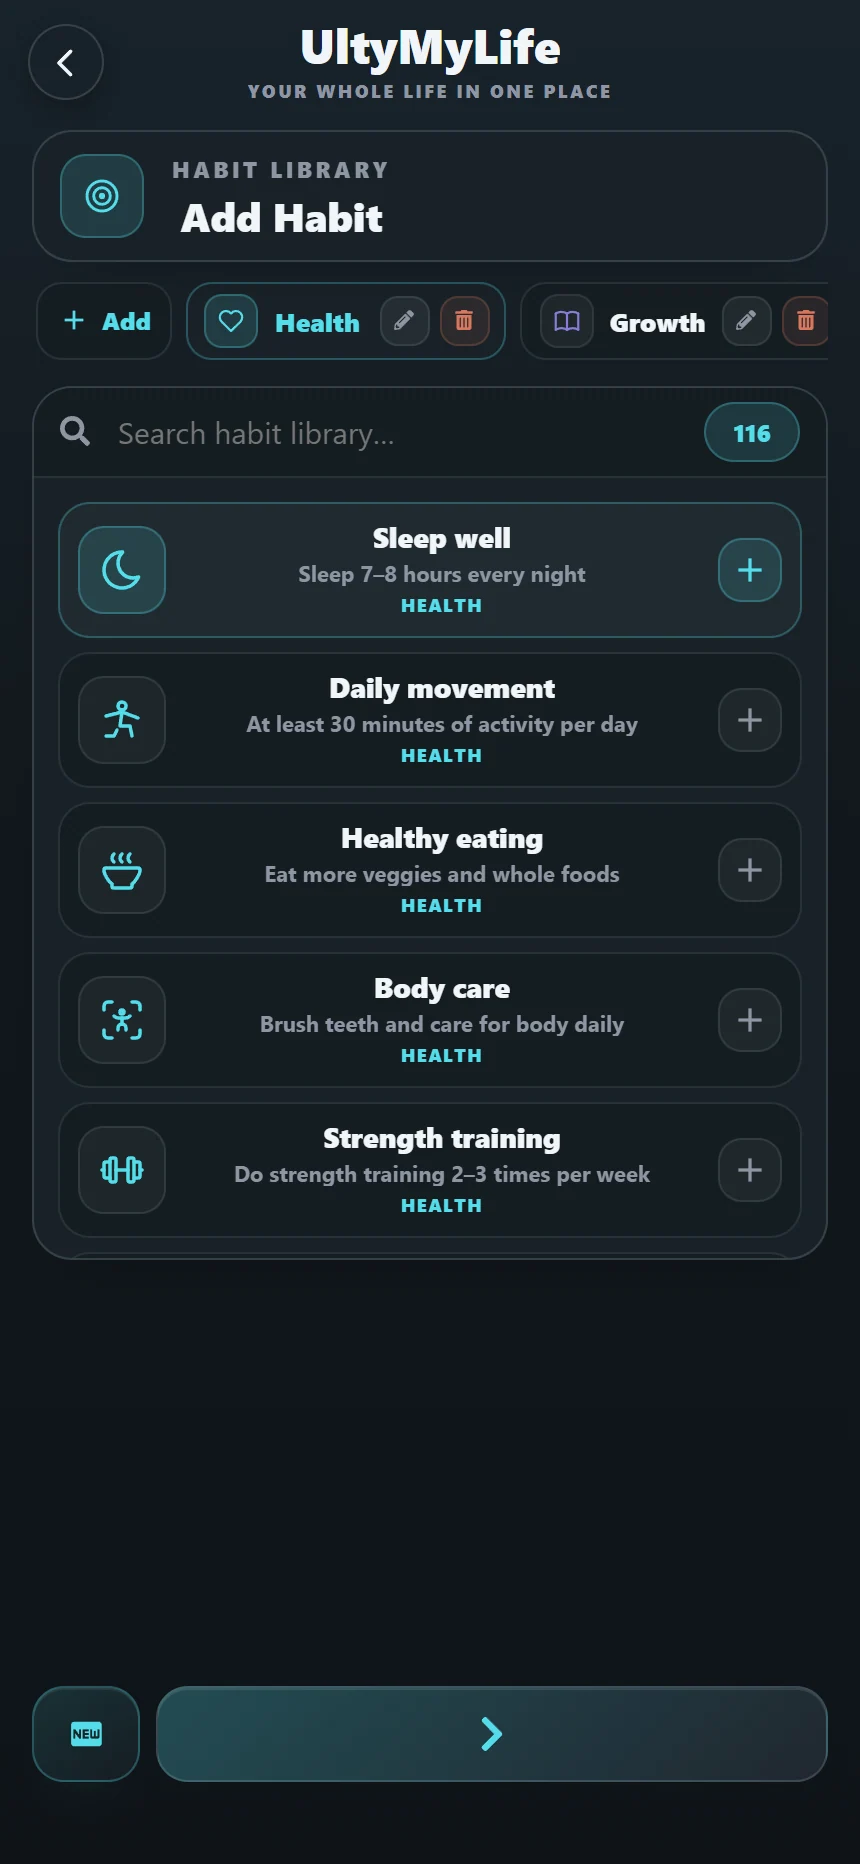 UltyMyLife
YOUR WHOLE LIFE IN ONE PLACE
HABIT LIBRARY
Add Habit
Add
Health
Growth
Search habit library...
116
Sleep well
Sleep 7–8 hours every night
HEALTH
Daily movement
At least 30 minutes of activity per day
HEALTH
Healthy eating
Eat more veggies and whole foods
HEALTH
Body care
Brush teeth and care for body daily
HEALTH
Strength training
Do strength training 2–3 times per week
HEALTH
NEW